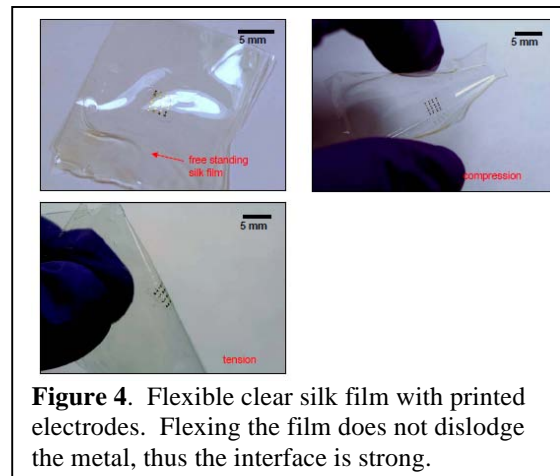 5 mm
free standing
silk film
5 mm
compression
5 mm
tension
Figure 4. Flexible clear silk film with printed
electrodes. Flexing the film does not dislodge
the metal, thus the interface is strong.